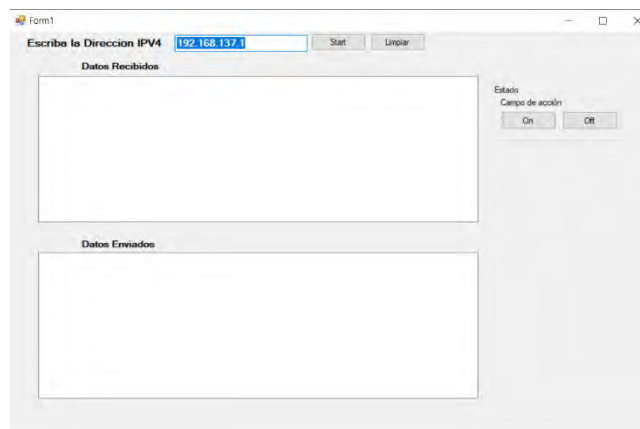 Form1
Escriba la Direccion IPV4 192.168.137.1 Start Limpiar
Datos Recibidos
Estado
Campo de acción
On Off
Datos Enviados